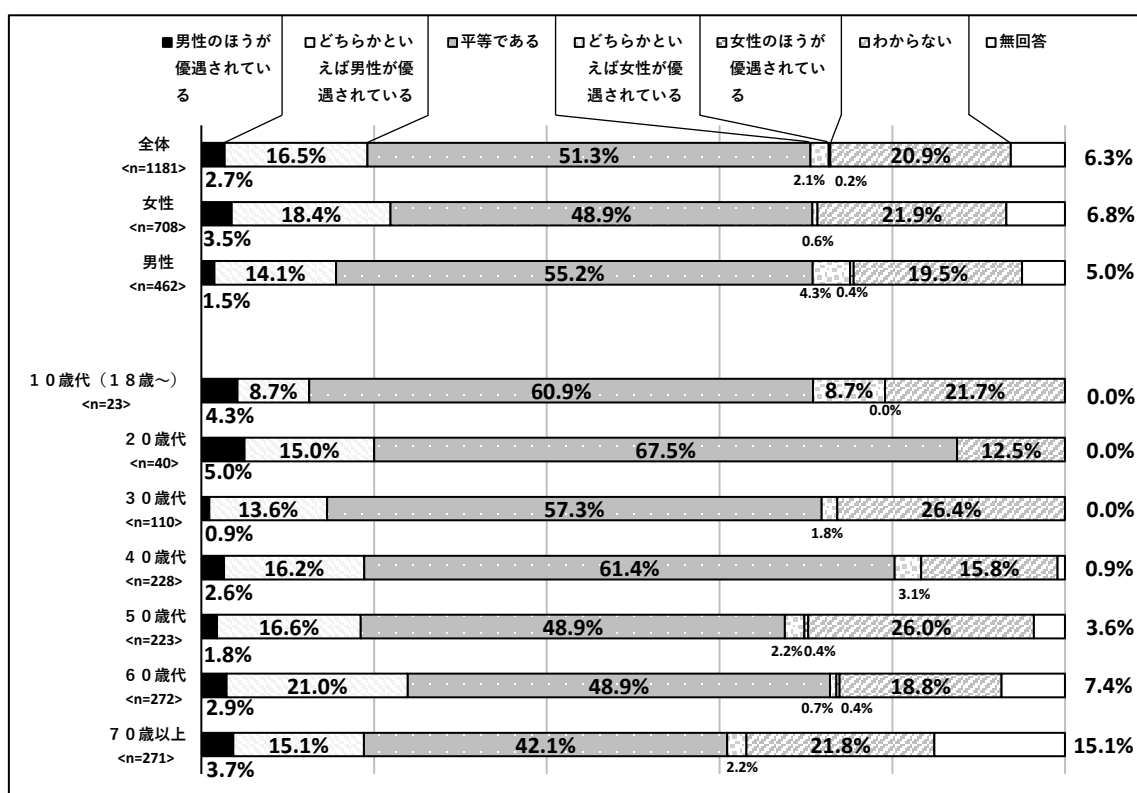 ■男性のほうが
優遇されてい
る
□どちらかとい
えば男性が優
遇されている
■平等である
□どちらかとい
えば女性が優
遇されている
女性のほうが
優遇されてい
る
わからない
□無回答
全体
<n=1181>
2.7%
16.5%
51.3%
2.1%
0.2%
20.9%
6.3%
女性
<n=708>
3.5%
18.4%
48.9%
0.6%
21.9%
6.8%
男性
<n=462>
1.5%
14.1%
55.2%
4.3%
0.4%
19.5%
5.0%
１０歳代（１８歳～）
<n=23>
4.3%
8.7%
60.9%
8.7%
0.0%
21.7%
0.0%
２０歳代
<n=40>
5.0%
15.0%
67.5%
12.5%
0.0%
３０歳代
<n=110>
0.9%
13.6%
57.3%
1.8%
26.4%
0.0%
４０歳代
<n=228>
2.6%
16.2%
61.4%
3.1%
15.8%
0.9%
５０歳代
<n=223>
1.8%
16.6%
48.9%
2.2%
0.4%
26.0%
3.6%
６０歳代
<n=272>
2.9%
21.0%
48.9%
0.7%
0.4%
18.8%
7.4%
７０歳以上
<n=271>
3.7%
15.1%
42.1%
2.2%
21.8%
15.1%